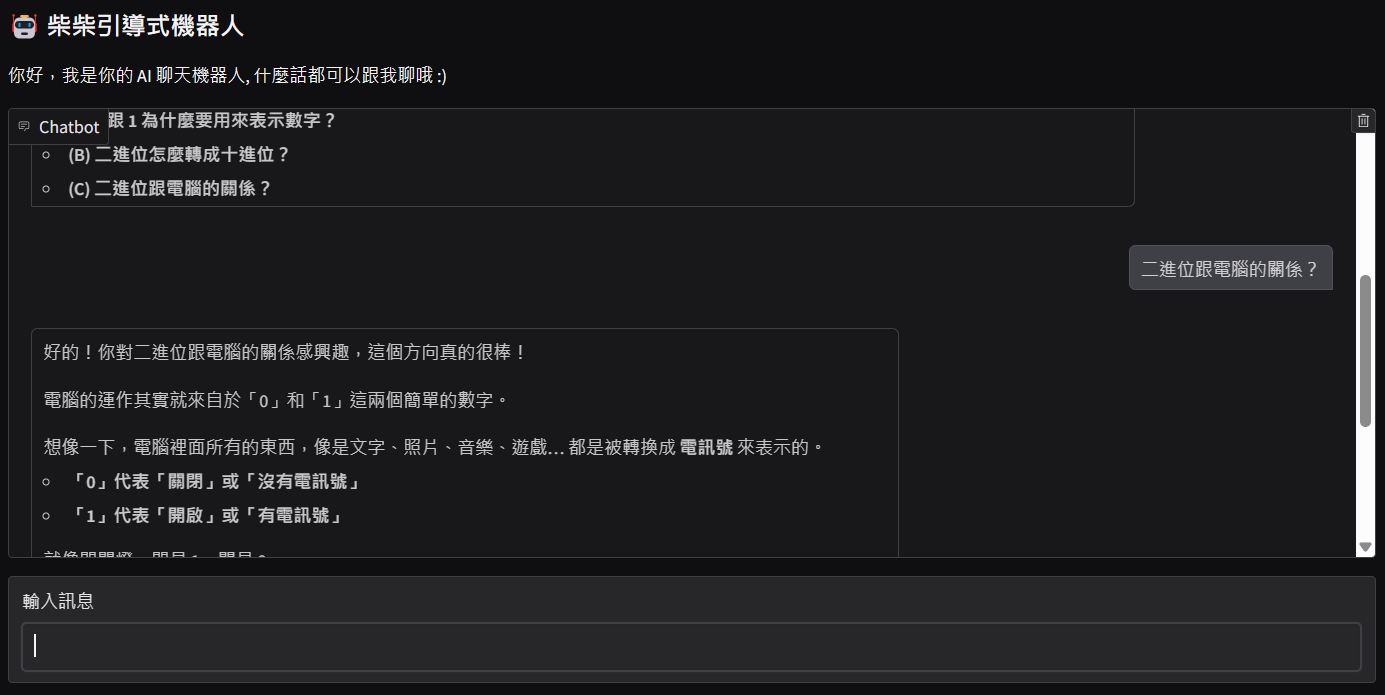 柴柴引導式機器人
你好，我是你的 AI 聊天機器人, 什麼話都可以跟我聊哦 :)
Chatbot
跟 1 為什麼要用來表示數字？
(B) 二進位怎麼轉成十進位？
(C) 二進位跟電腦的關係？
二進位跟電腦的關係？
好的！你對二進位跟電腦的關係感興趣，這個方向真的很棒！
電腦的運作其實就來自於「0」和「1」這兩個簡單的數字。
想像一下，電腦裡面所有的東西，像是文字、照片、音樂、遊戲... 都是被轉換成 電訊號 來表示的。
「0」代表「關閉」或「沒有電訊號」
「1」代表「開啟」或「有電訊號」
輸入訊息